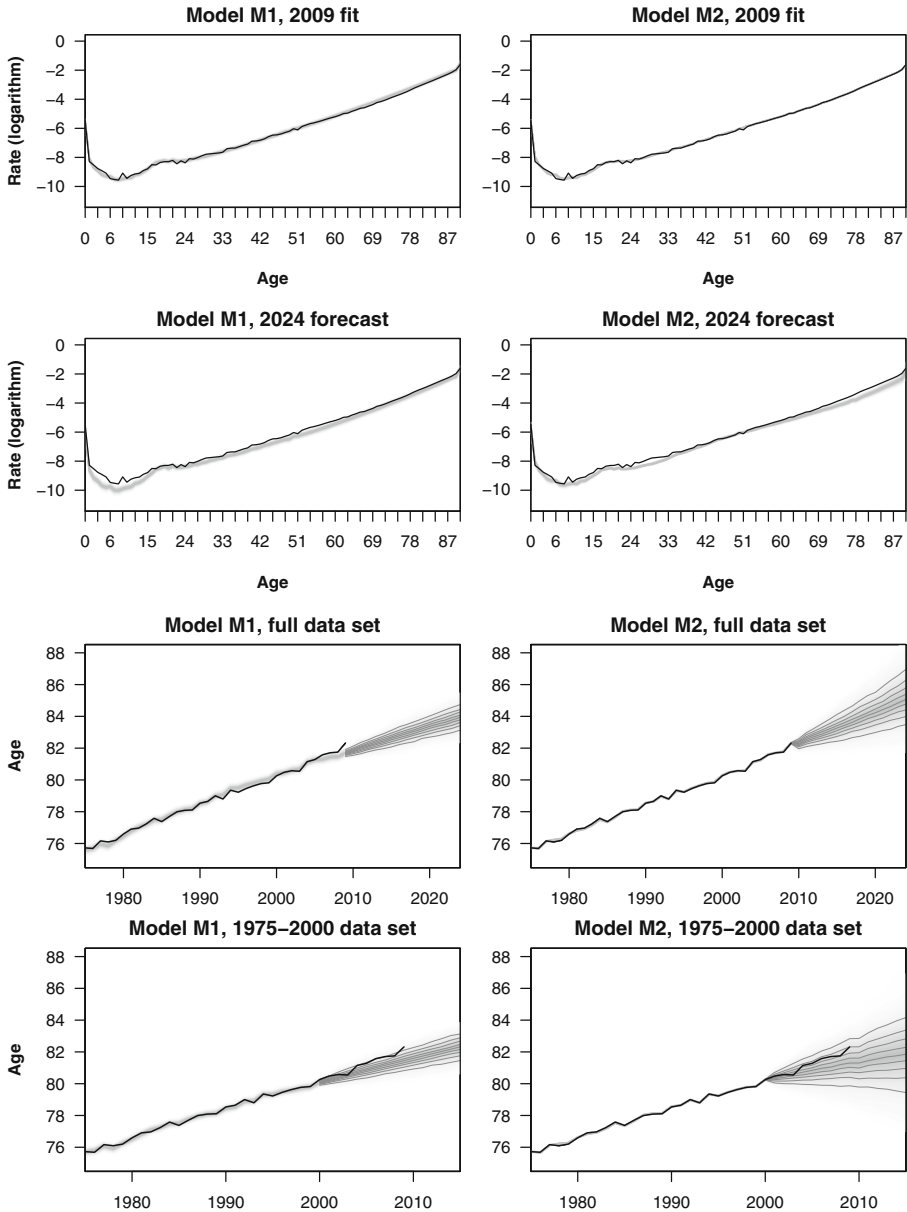 Model M1, 2009 fit
Rate (logarithm)
0
−2
−4
−6
−8
−10
0 6 15 24 33 42 51 60 69 78 87
Age
Model M2, 2009 fit
0
−2
−4
−6
−8
−10
0 6 15 24 33 42 51 60 69 78 87
Age
Model M1, 2024 forecast
Rate (logarithm)
0
−2
−4
−6
−8
−10
0 6 15 24 33 42 51 60 69 78 87
Age
Model M2, 2024 forecast
0
−2
−4
−6
−8
−10
0 6 15 24 33 42 51 60 69 78 87
Age
Model M1, full data set
Age
88
86
84
82
80
78
76
1980 1990 2000 2010 2020
Model M2, full data set
88
86
84
82
80
78
76
1980 1990 2000 2010 2020
Model M1, 1975−2000 data set
Age
88
86
84
82
80
78
76
1980 1990 2000 2010
Model M2, 1975−2000 data set
88
86
84
82
80
78
76
1980 1990 2000 2010